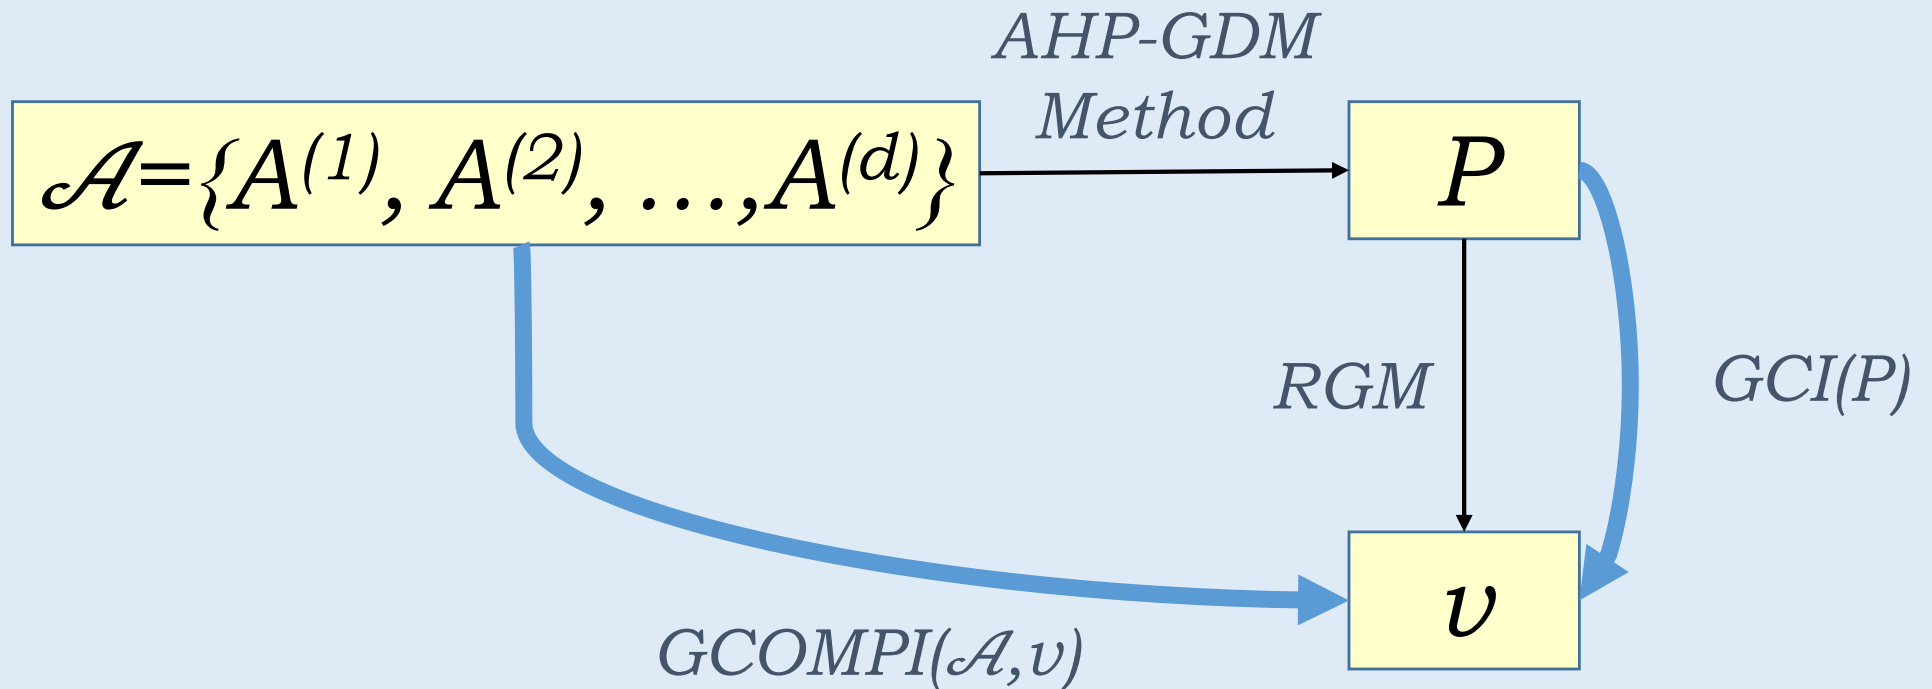 AHP-GDM
Method
𝒜={A⁽¹⁾, A⁽²⁾, ...,A⁽ᵈ⁾}
P
RGM
GCI(P)
v
GCOMPI(𝒜,v)